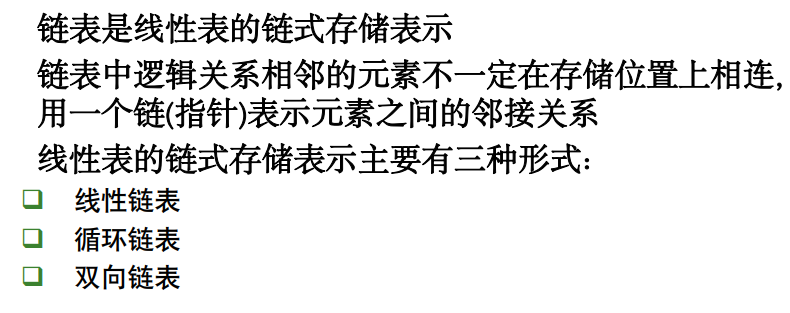 链表是线性表的链式存储表示
链表中逻辑关系相邻的元素不一定在存储位置上相连,
用一个链(指针)表示元素之间的邻接关系
线性表的链式存储表示主要有三种形式：
线性链表
循环链表
双向链表